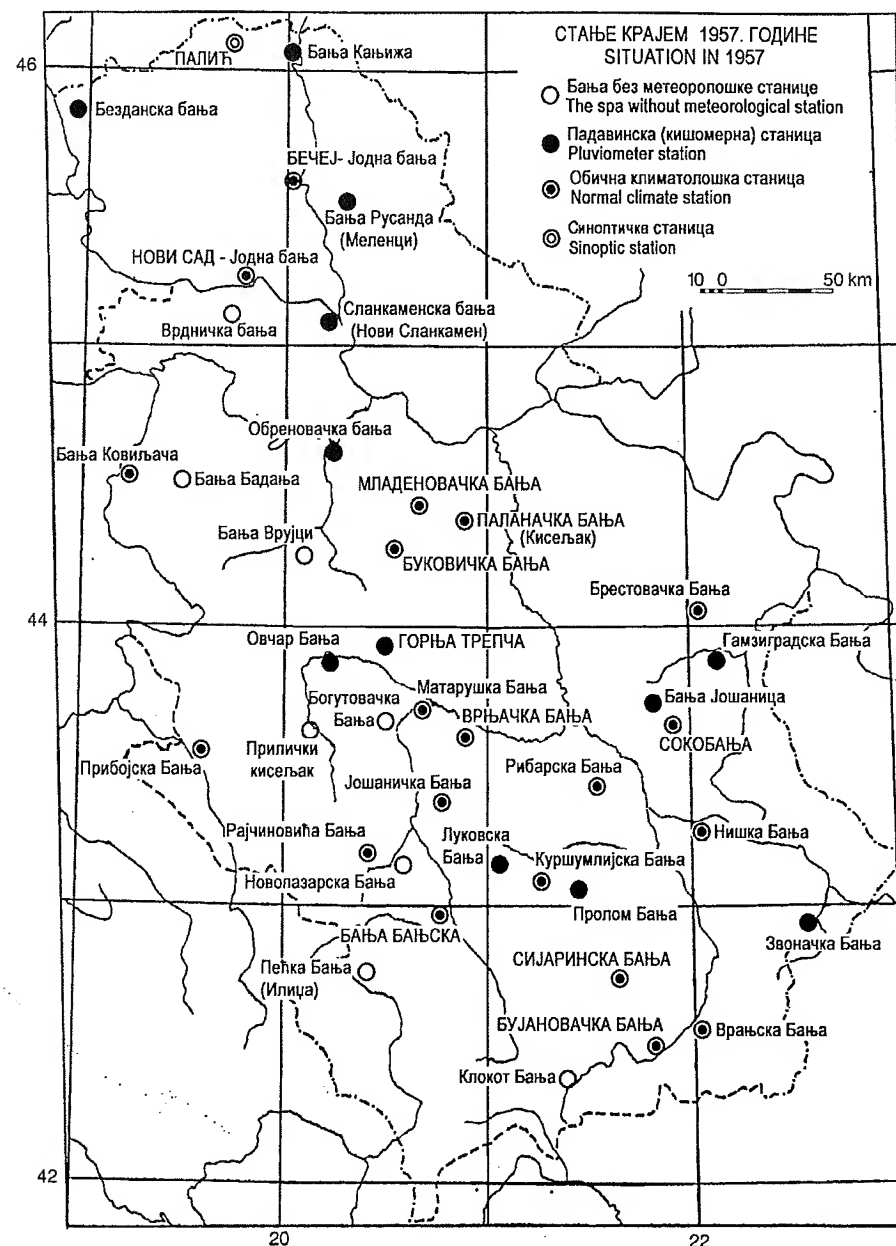 СТАЊЕ КРАЈЕМ 1957. ГОДИНЕ
SITUATION IN 1957
Бања без метеоролошке станице
The spa without meteorological station
Падавинска (кишомерна) станица
Pluviometer station
Обична климатолошка станица
Normal climate station
Синоптичка станица
Sinoptic station
10 0 50 km
46
ПАЛИЋ
Бања Кањижа
Безданска бања
БЕЧЕЈ- Јодна бања
Бања Русанда
(Меленци)
НОВИ САД - Јодна бања
Врдничка бања
Сланкаменска бања
(Нови Сланкамен)
Обреновачка бања
Бања Ковиљача
Бања Бадања
МЛАДЕНОВАЧКА БАЊА
ПАЛАНАЧКА БАЊА
(Кисељак)
Бања Врујци
БУКОВИЧКА БАЊА
Брестовачка Бања
44
Овчар Бања
ГОРЊА ТРЕПЧА
Гамзиградска Бања
Матарушка Бања
Богутовачка
Бања
Бања Јошаница
ВРЊАЧКА БАЊА
СОКОБАЊА
Прилички
кисељак
Прибојска Бања
Јошаничка Бања
Рибарска Бања
Рајчиновића Бања
Луковска
Бања
Нишка Бања
Куршумлијска Бања
Новопазарска Бања
Пролом Бања
БАЊА БАЊСКА
Звоначка Бања
Пећка Бања
(Илиџа)
СИЈАРИНСКА БАЊА
БУЈАНОВАЧКА БАЊА
Врањска Бања
Клокот Бања
42
20
22